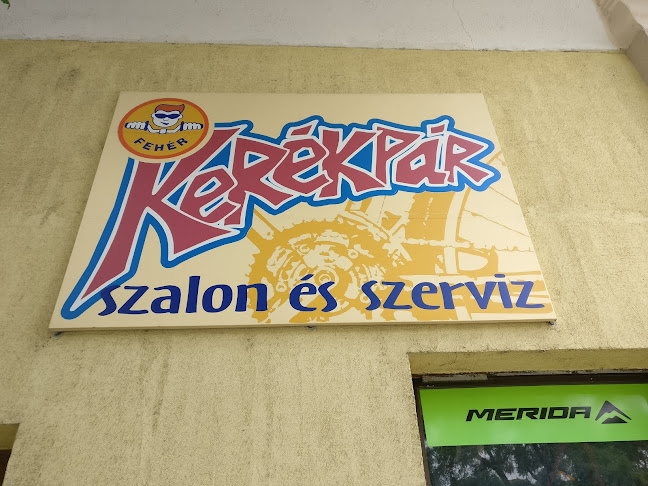 FEHÉR
KERÉKPÁR
szalon és szerviz
MERIDA